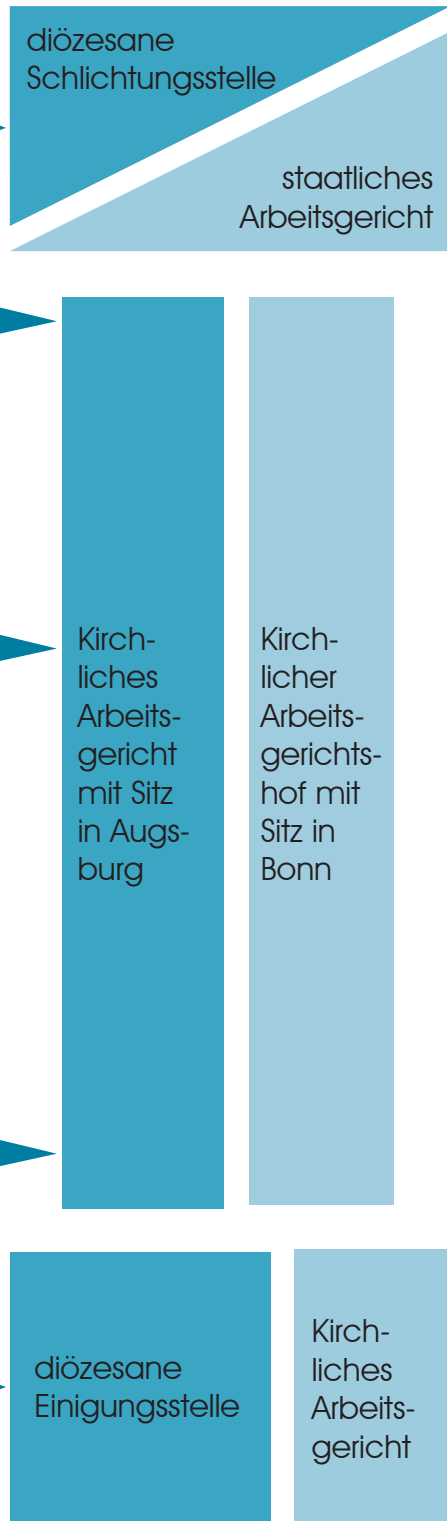 diözesane
Schlichtungsstelle
staatliches
Arbeitsgericht
Kirch-
liches
Arbeits-
gericht
mit Sitz
in Augs-
burg
Kirch-
licher
Arbeits-
gerichts-
hof mit
Sitz in
Bonn
diözesane
Einigungsstelle
Kirch-
liches
Arbeits-
gericht